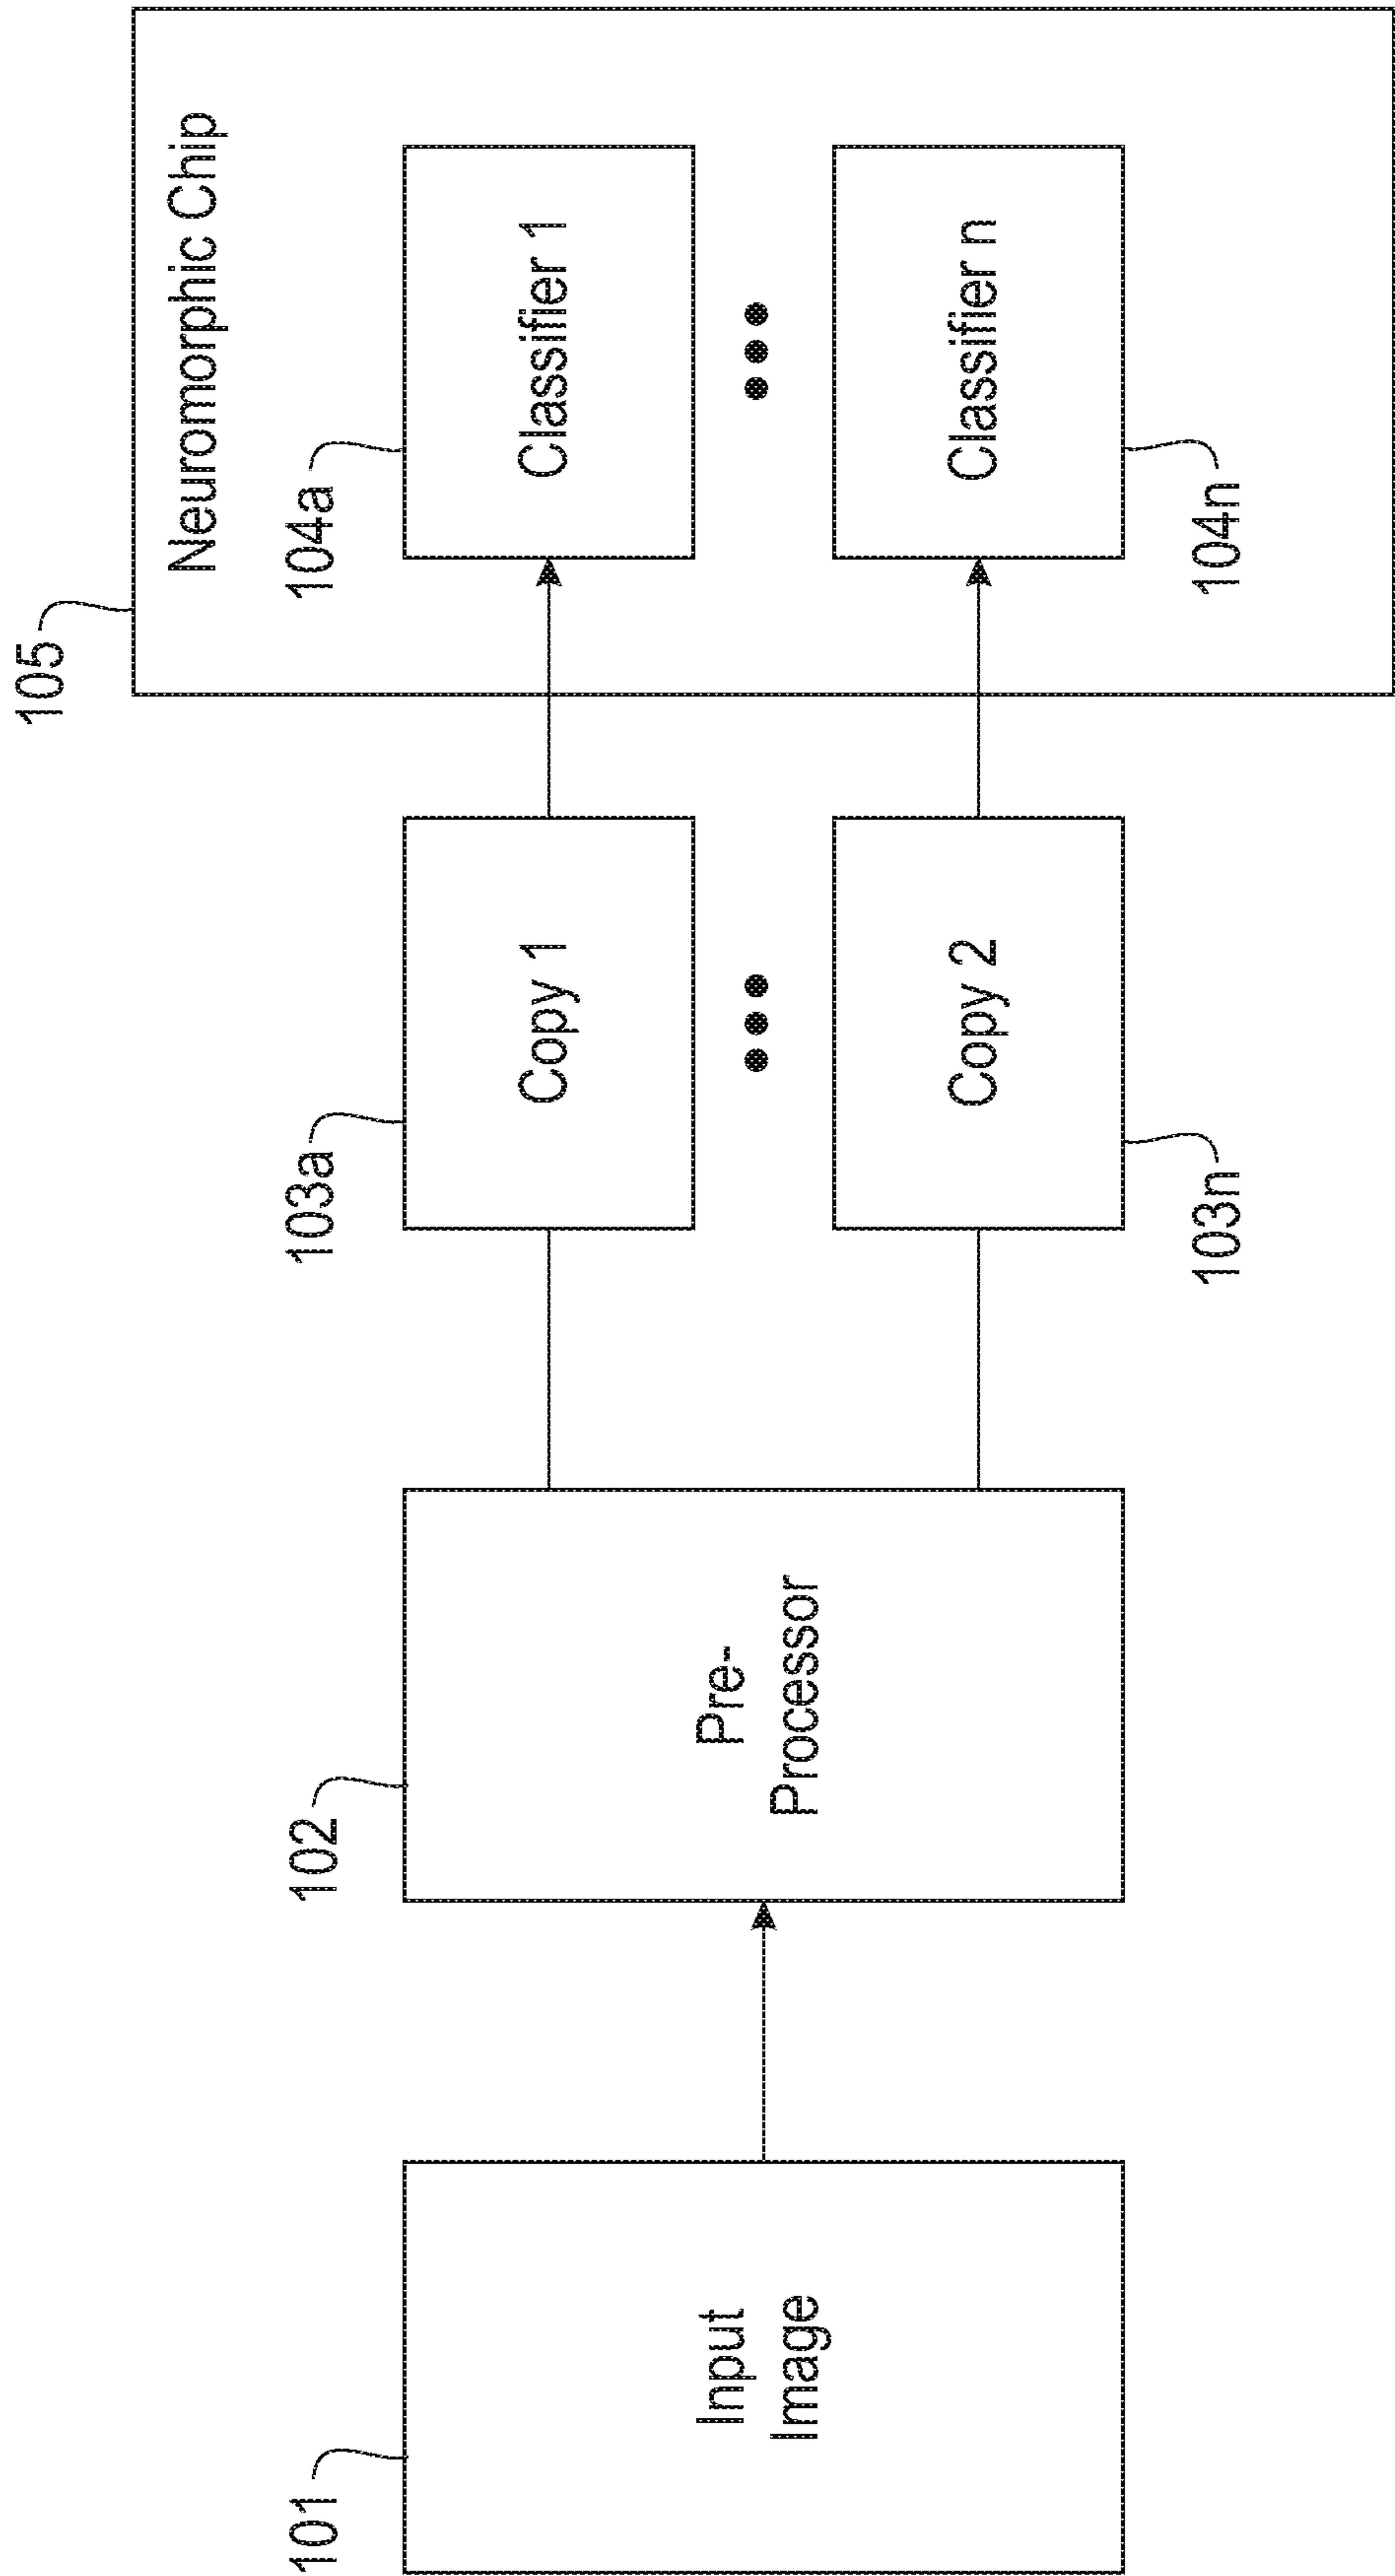 101
Input
Image
102
Pre-
Processor
103a
Copy 1
103n
Copy 2
105
Neuromorphic Chip
104a
Classifier 1
104n
Classifier n